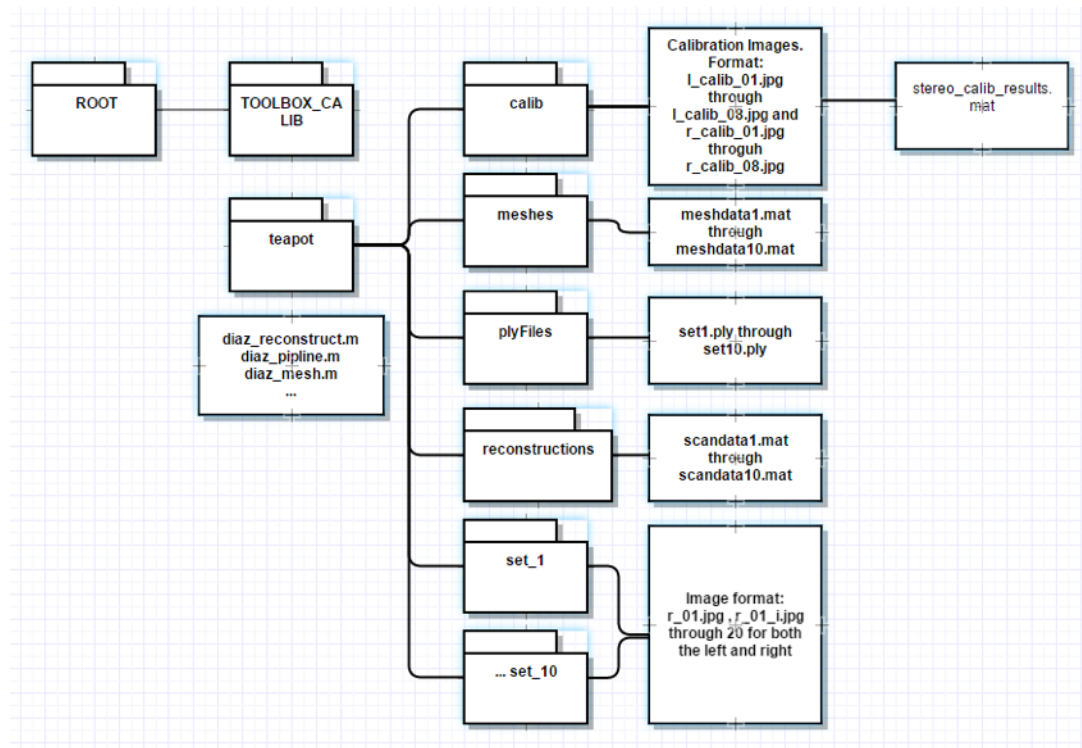 ROOT
TOOLBOX_CA
LIB
calib
Calibration Images.
Format:
l_calib_01.jpg
through
l_calib_08.jpg and
r_calib_01.jpg
throguh
r_calib_08.jpg
stereo_calib_results.
mat
teapot
meshes
meshdata1.mat
through
meshdata10.mat
diaz_reconstruct.m
diaz_pipline.m
diaz_mesh.m
...
plyFiles
set1.ply through
set10.ply
reconstructions
scandata1.mat
through
scandata10.mat
set_1
... set_10
Image format:
r_01.jpg , r_01_i.jpg
through 20 for both
the left and right